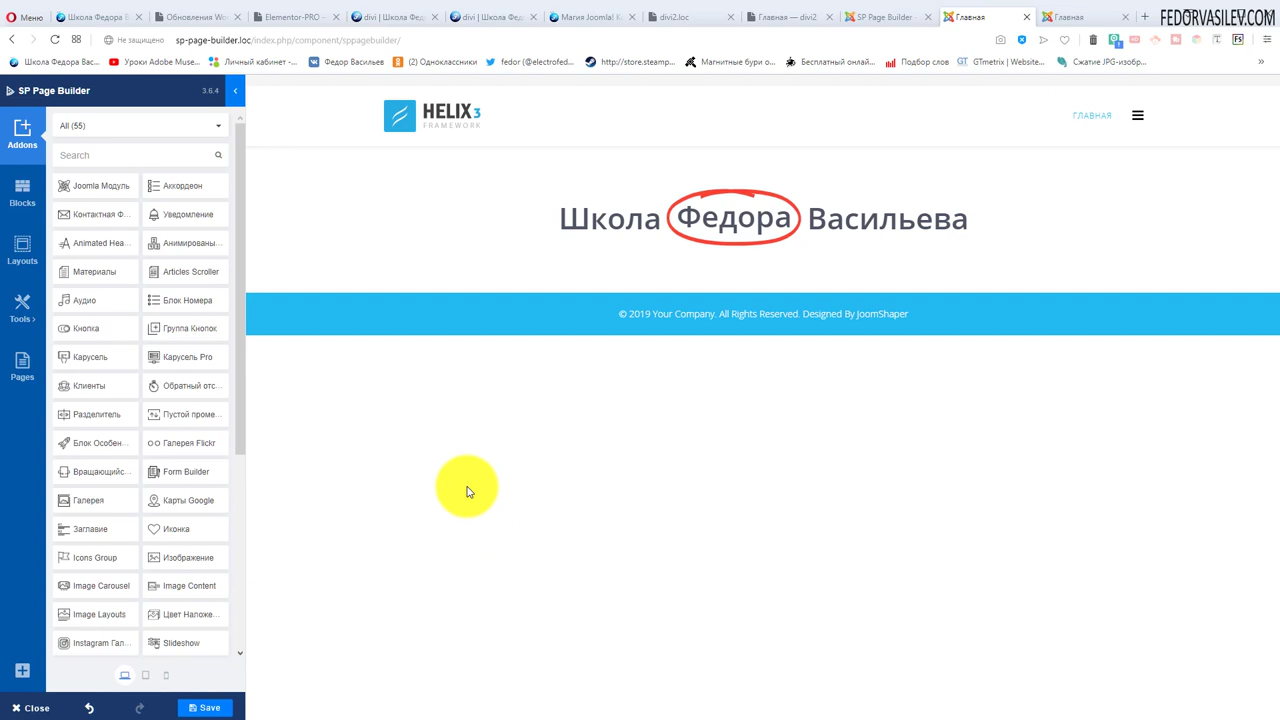 Меню
Школа Федора В
Обновления Wo
Elementor-PRO –
divi | Школа Фед
divi | Школа Фед
Магия Joomla! К
divi2.loc
Главная — divi2
SP Page Builder -
Главная
Главная
FEDORVASILEV.COM
Не защищено
sp-page-builder.loc/index.php/component/sppagebuilder/
Школа Федора Вас...
Уроки Adobe Muse...
Личный кабинет -...
Федор Васильев
(2) Одноклассники
fedor (@electrofed...
http://store.steamp...
Магнитные бури о...
Бесплатный онлай...
Подбор слов
GTmetrix | Website...
Сжатие JPG-изобр...
»
SP Page Builder
3.6.4
Addons
Blocks
Layouts
Tools ›
Pages
All (55)
Search
Joomla Модуль
Аккордеон
Контактная Ф...
Уведомление
Animated Hea...
Анимированы...
Материалы
Articles Scroller
Аудио
Блок Номера
Кнопка
Группа Кнопок
Карусель
Карусель Pro
Клиенты
Обратный отс...
Разделитель
Пустой проме...
Блок Особен...
Галерея Flickr
Вращающийс...
Form Builder
Галерея
Карты Google
Заглавие
Иконка
Icons Group
Изображение
Image Carousel
Image Content
Image Layouts
Цвет Наложе...
Instagram Гал...
Slideshow
Close
Save
HELIX3
FRAMEWORK
ГЛАВНАЯ
Школа Федора Васильева
© 2019 Your Company. All Rights Reserved. Designed By JoomShaper